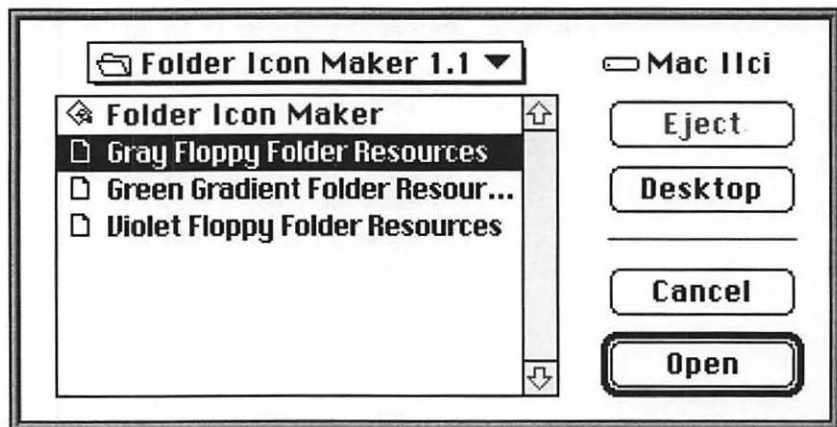 Folder Icon Maker 1.1
Mac IIci
Folder Icon Maker
Gray Floppy Folder Resources
Green Gradient Folder Resour...
Violet Floppy Folder Resources
Eject
Desktop
Cancel
Open